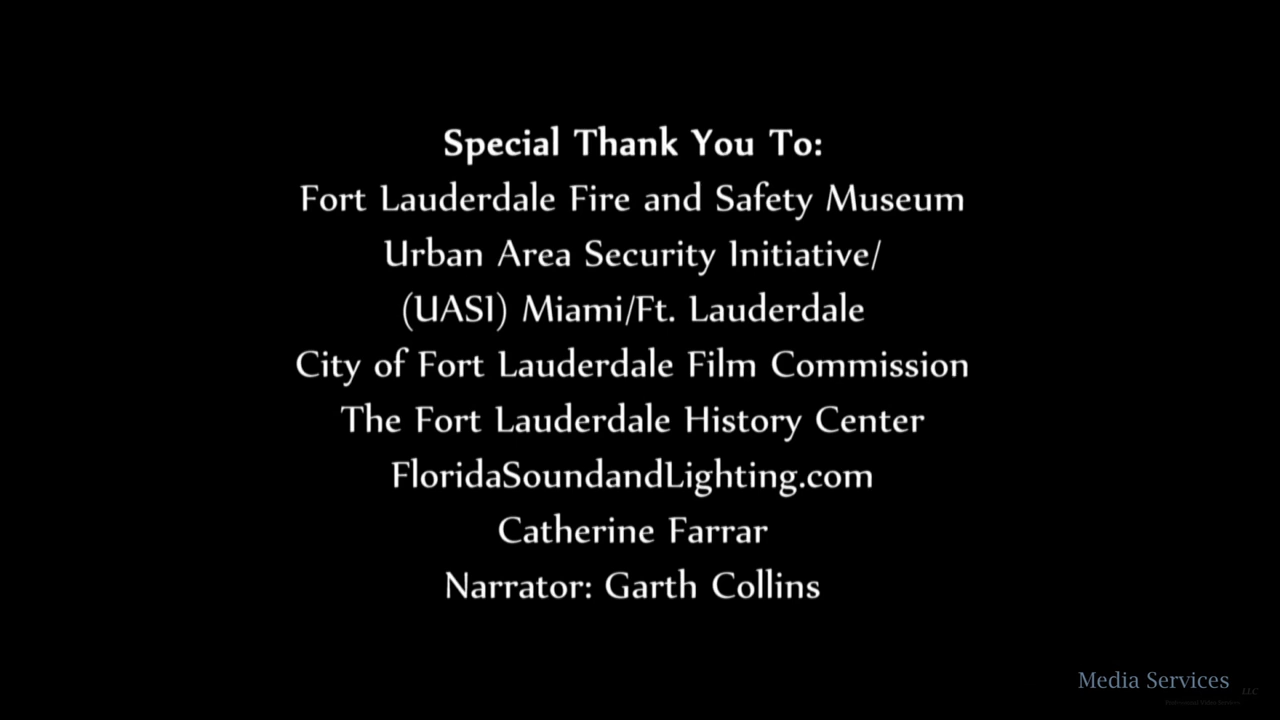 Special Thank You To:
Fort Lauderdale Fire and Safety Museum
Urban Area Security Initiative/
(UASI) Miami/Ft. Lauderdale
City of Fort Lauderdale Film Commission
The Fort Lauderdale History Center
FloridaSoundandLighting.com
Catherine Farrar
Narrator: Garth Collins
Media Services
LLC